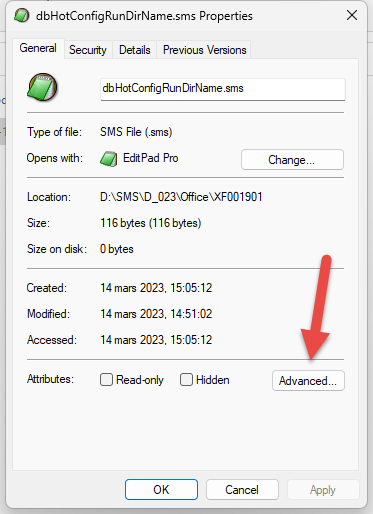 dbHotConfigRunDirName.sms Properties
General Security Details Previous Versions
dbHotConfigRunDirName.sms
Type of file: SMS File (.sms)
Opens with: EditPad Pro Change...
Location: D:\SMS\D_023\Office\XF001901
Size: 116 bytes (116 bytes)
Size on disk: 0 bytes
Created: 14 mars 2023, 15:05:12
Modified: 14 mars 2023, 14:51:02
Accessed: 14 mars 2023, 15:05:12
Attributes: Read-only Hidden Advanced...
OK Cancel Apply